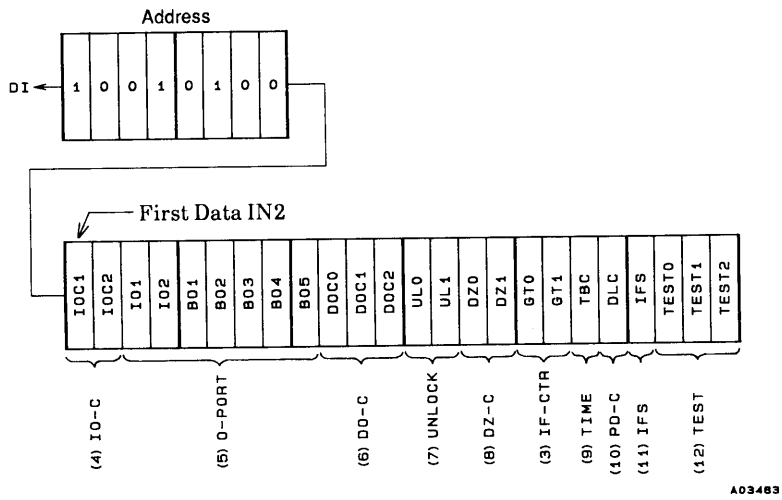 Address
DI
1 0 0 1 0 1 0 0
First Data IN2
IOC1 IOC2 IO1 IO2 BO1 BO2 BO3 BO4 BO5 DOC0 DOC1 DOC2 UL0 UL1 DZ0 DZ1 GT0 GT1 TBC DLC IFS TEST0 TEST1 TEST2
(4) IO-C
(5) O-PORT
(6) DO-C
(7) UNLOCK
(8) DZ-C
(3) IF-CTR
(9) TIME
(10) PD-C
(11) IFS
(12) TEST
A03483